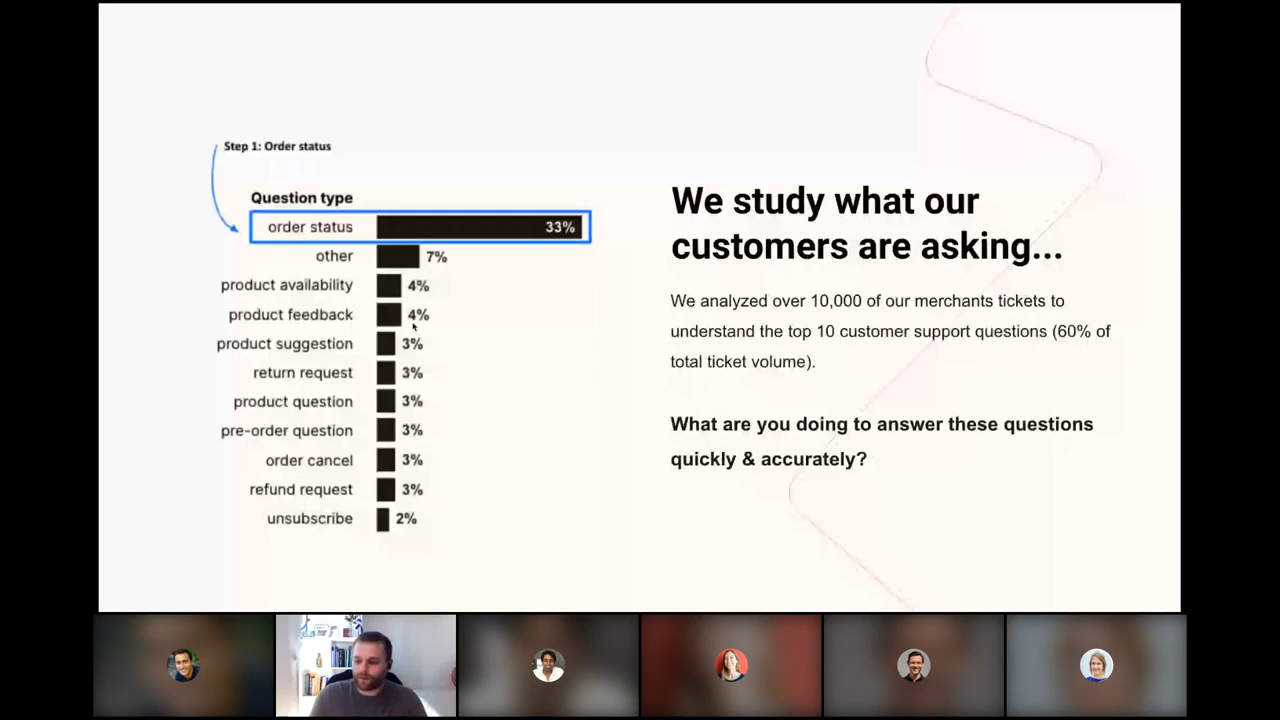 Step 1: Order status
Question type
order status 33%
other 7%
product availability 4%
product feedback 4%
product suggestion 3%
return request 3%
product question 3%
pre-order question 3%
order cancel 3%
refund request 3%
unsubscribe 2%
We study what our
customers are asking...
We analyzed over 10,000 of our merchants tickets to
understand the top 10 customer support questions (60% of
total ticket volume).
What are you doing to answer these questions
quickly & accurately?